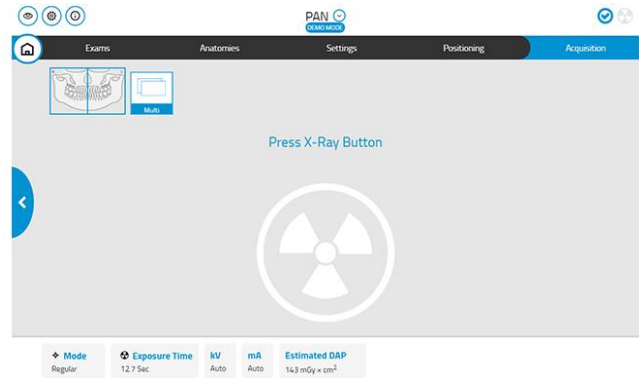 PAN
DEMO MODE
Exams
Anatomies
Settings
Positioning
Acquisition
Multi
Press X-Ray Button
Mode
Regular
Exposure Time
12.7 Sec
kV
Auto
mA
Auto
Estimated DAP
143 mGy × cm²